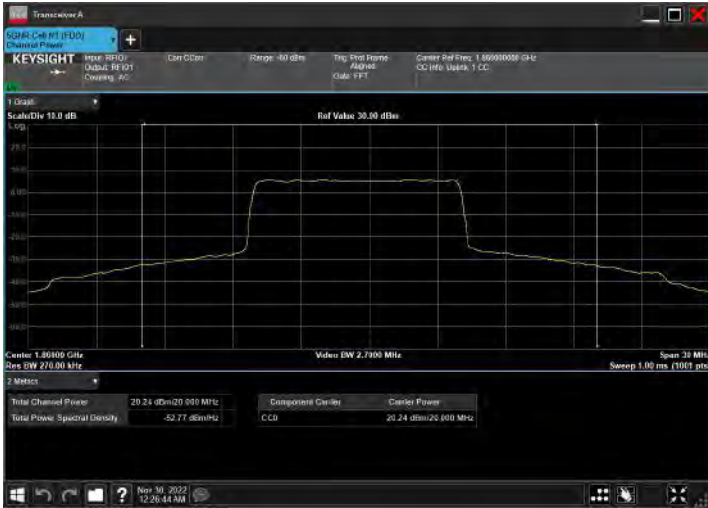 Transceiver A
5GNR-Cell N1 (FDD)
Channel Power
+
KEYSIGHT
Input: RFIO1
Output: RFIO1
Coupling: AC
Corr CCorr
Trig: Prot Frame
Aligned
Gate: FFT
Carrier Ref Freq: 1.860000000 GHz
CC Info: Uplink, 1 CC
1 Graph
Scale/Div 10.0 dB
Ref Value 30.00 dBm
Log
Center 1.86000 GHz
Video BW 2.7000 MHz
Span 30 MHz
Res BW 270.00 kHz
Sweep 1.00 ms (1001 pts
2 Metrics
Total Channel Power
20.24 dBm/20.000 MHz
Total Power Spectral Density
-52.77 dBm/Hz
Component Carrier
Carrier Power
CC0
20.24 dBm/20.000 MHz
?
Nov 30, 2022
12:26:44 AM